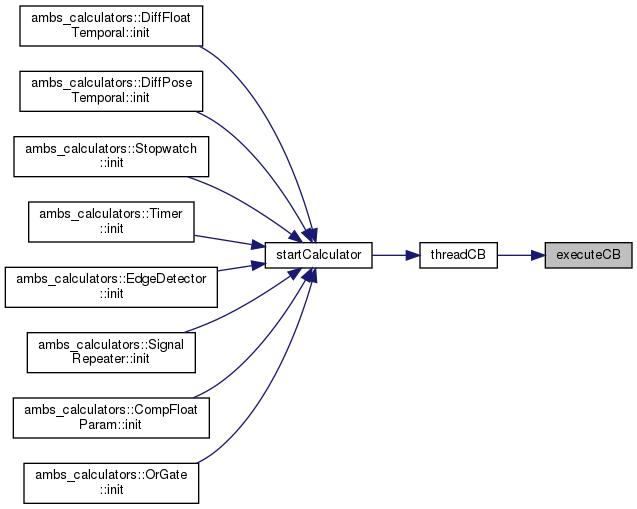 ambs_calculators::DiffFloat
Temporal::init
ambs_calculators::DiffPose
Temporal::init
ambs_calculators::Stopwatch
::init
ambs_calculators::Timer
::init
ambs_calculators::EdgeDetector
::init
ambs_calculators::Signal
Repeater::init
ambs_calculators::CompFloat
Param::init
ambs_calculators::OrGate
::init
startCalculator
threadCB
executeCB